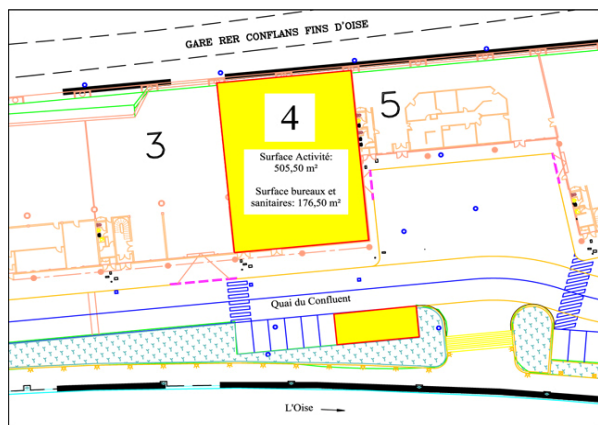 GARE RER CONFLANS FINS D'OISE
3
4
5
Surface Activité:
505,50 m²
Surface bureaux et
sanitaires: 176,50 m²
Quai du Confluent
L'Oise